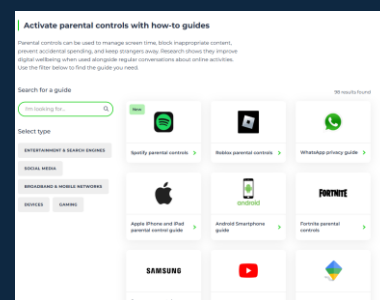 Activate parental controls with how-to guides
Parental controls can be used to manage screen time, block inappropriate content,
prevent accidental spending, and keep strangers away. Research shows they improve
digital wellbeing when used alongside regular conversations about online activities.
Use the filter below to find the guide you need.
Search for a guide
98 results found
I'm looking for...
Select type
ENTERTAINMENT & SEARCH ENGINES
SOCIAL MEDIA
BROADBAND & MOBILE NETWORKS
DEVICES
GAMING
New
Spotify parental controls
Roblox parental controls
WhatsApp privacy guide
android
FORTNITE
Apple iPhone and iPad
parental control guide
Android Smartphone
guide
Fortnite parental
controls
SAMSUNG